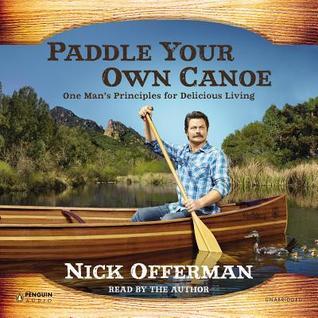 PADDLE YOUR
OWN CANOE
One Man's Principles for Delicious Living
NICK OFFERMAN
READ BY THE AUTHOR
PENGUIN
AUDIO
UNABRIDGED